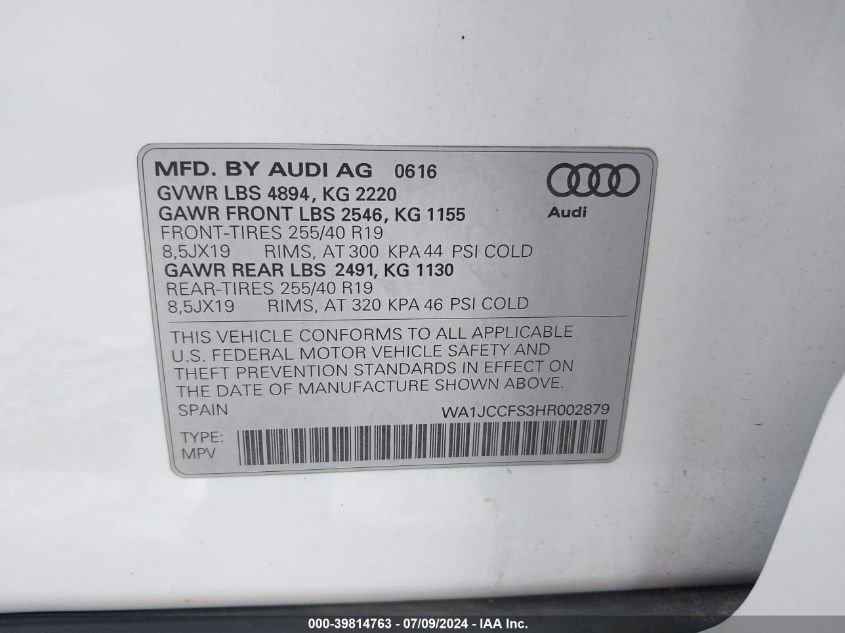 MFD. BY AUDI AG 0616
GVWR LBS 4894, KG 2220
GAWR FRONT LBS 2546, KG 1155
FRONT-TIRES 255/40 R19
8,5JX19 RIMS, AT 300 KPA 44 PSI COLD
GAWR REAR LBS 2491, KG 1130
REAR-TIRES 255/40 R19
8,5JX19 RIMS, AT 320 KPA 46 PSI COLD
Audi
THIS VEHICLE CONFORMS TO ALL APPLICABLE
U.S. FEDERAL MOTOR VEHICLE SAFETY AND
THEFT PREVENTION STANDARDS IN EFFECT ON
THE DATE OF MANUFACTURE SHOWN ABOVE.
SPAIN WA1JCCFS3HR002879
TYPE:
MPV
000-39814763 - 07/09/2024 - IAA Inc.